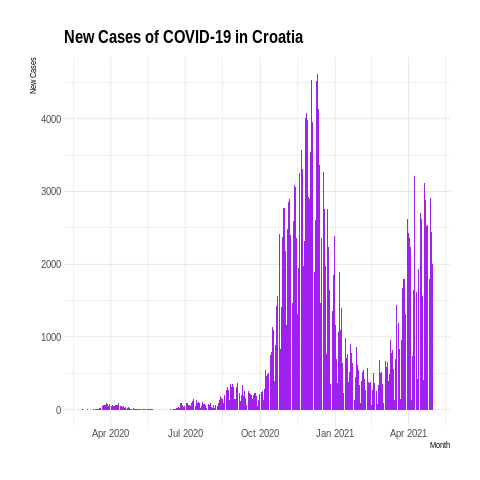 New Cases of COVID-19 in Croatia
New Cases
4000
3000
2000
1000
0
Apr 2020 Jul 2020 Oct 2020 Jan 2021 Apr 2021
Month